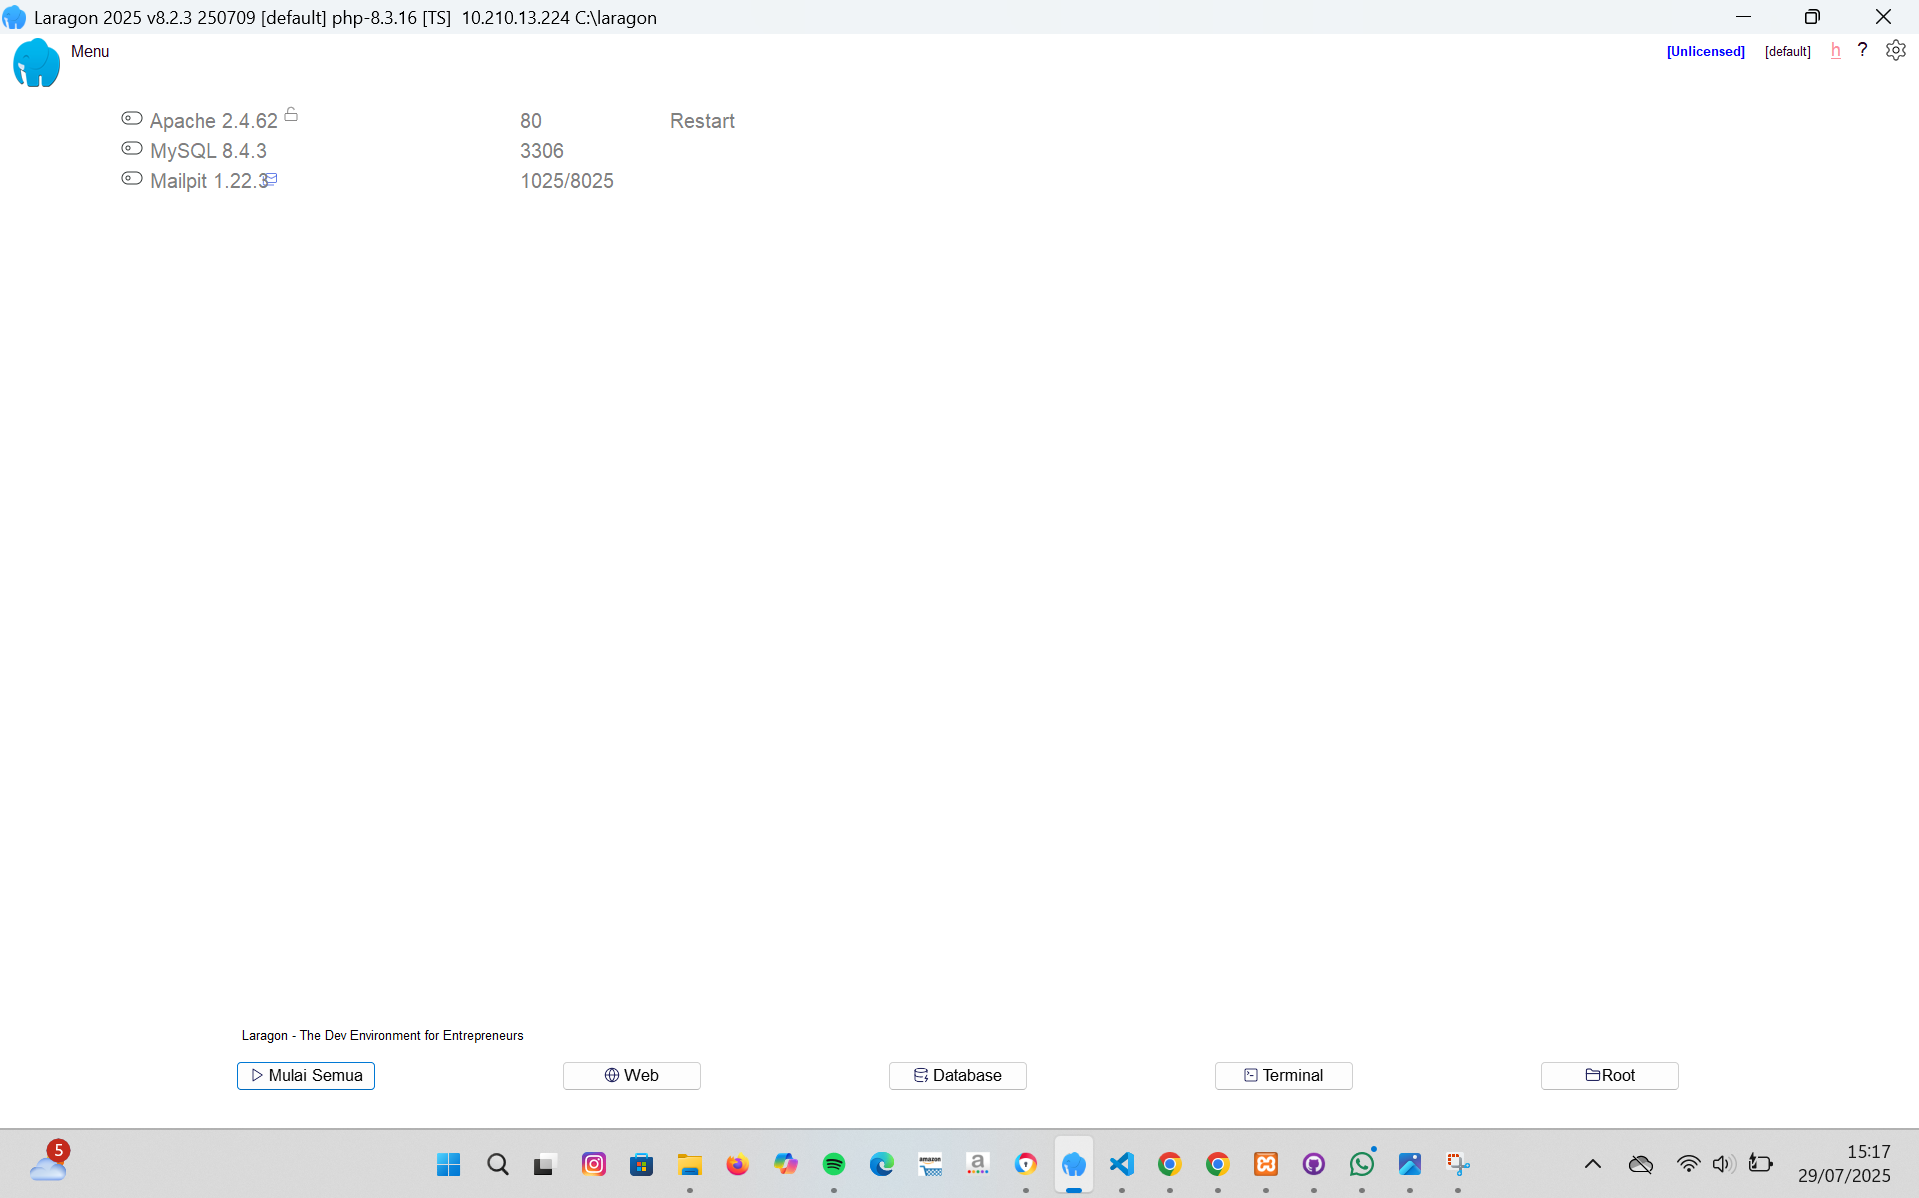 Laragon 2025 v8.2.3 250709 [default] php-8.3.16 [TS]  10.210.13.224 C:\laragon
Menu
[Unlicensed] [default] h ?
Apache 2.4.62 80 Restart
MySQL 8.4.3 3306
Mailpit 1.22.3 1025/8025
Laragon - The Dev Environment for Entrepreneurs
Mulai Semua Web Database Terminal Root
5
amazon
a
15:17
29/07/2025